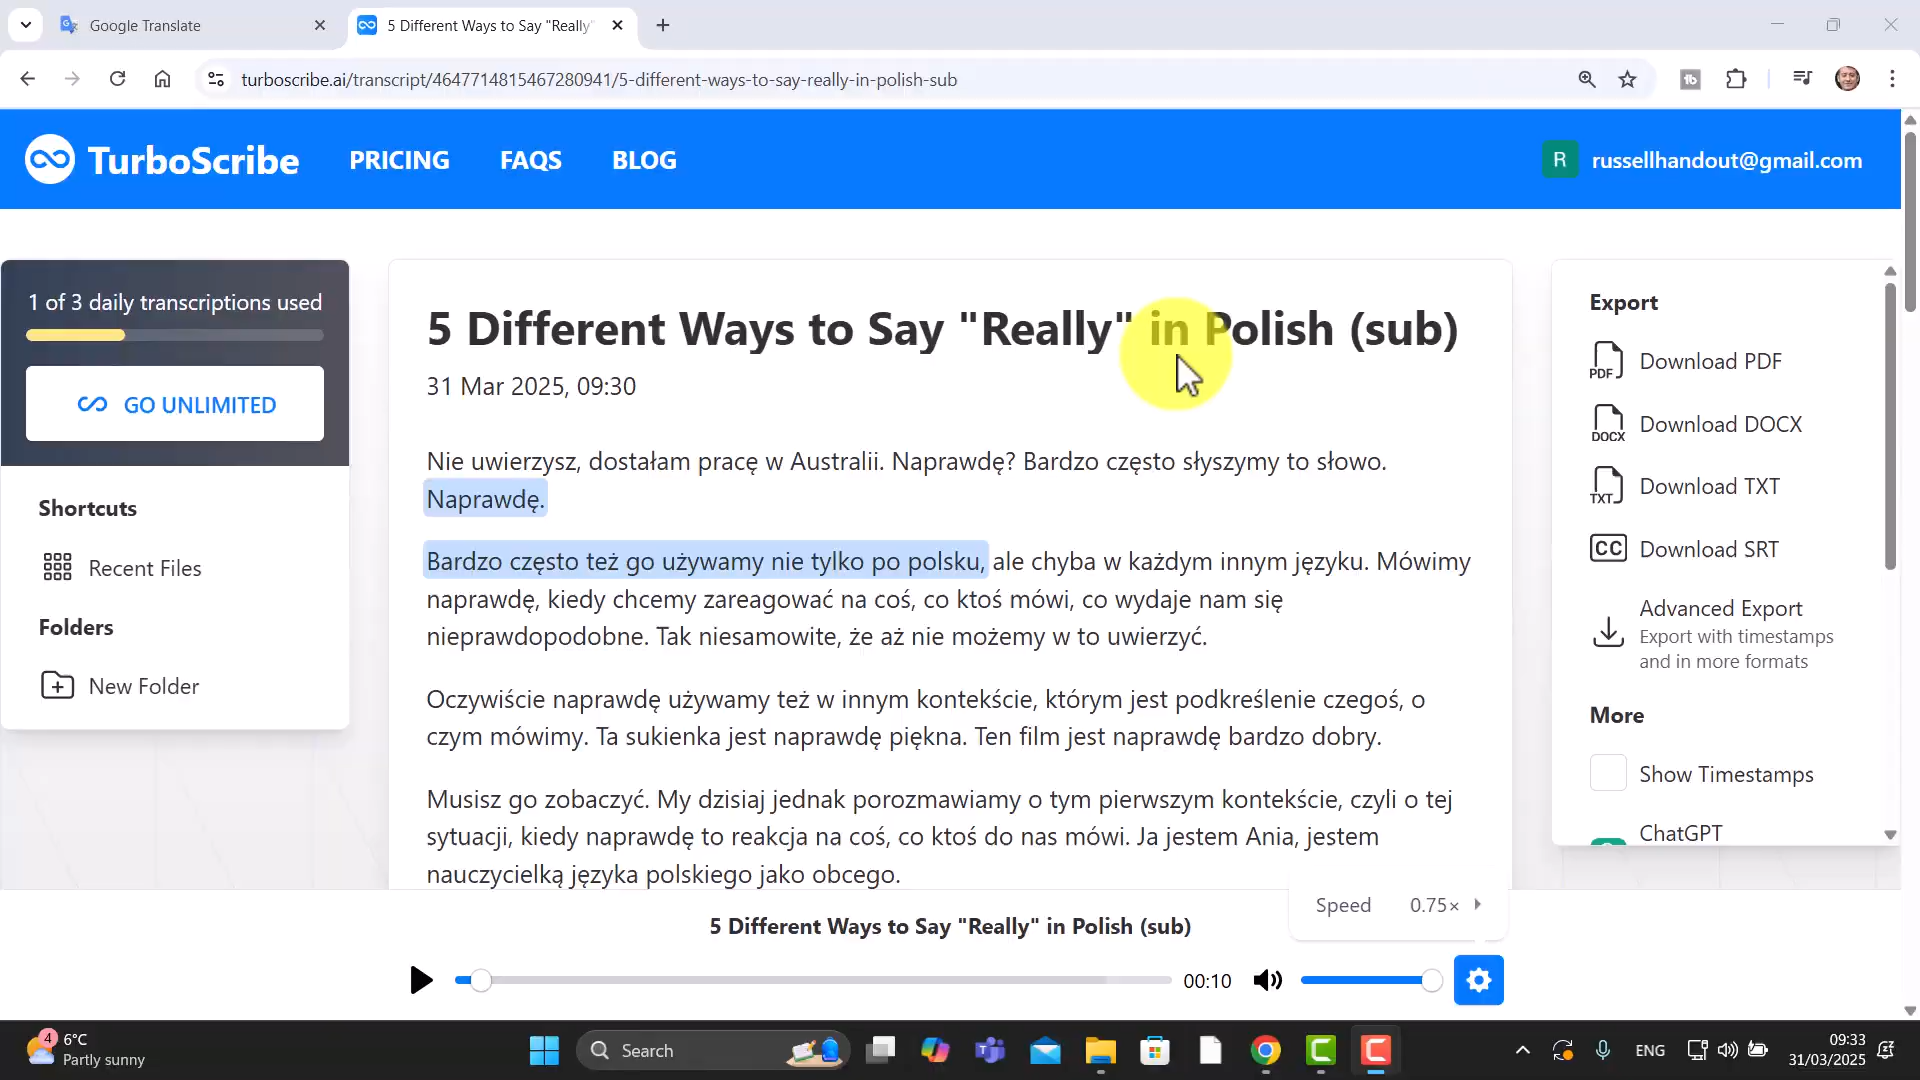 Google Translate
5 Different Ways to Say "Really"
turboscribe.ai/transcript/4647714815467280941/5-different-ways-to-say-really-in-polish-sub
TurboScribe
PRICING
FAQS
BLOG
R
russellhandout@gmail.com
1 of 3 daily transcriptions used
GO UNLIMITED
Shortcuts
Recent Files
Folders
New Folder
5 Different Ways to Say "Really" in Polish (sub)
31 Mar 2025, 09:30
Nie uwierzysz, dostałam pracę w Australii. Naprawdę? Bardzo często słyszymy to słowo.
Naprawdę.
Bardzo często też go używamy nie tylko po polsku, ale chyba w każdym innym języku. Mówimy
naprawdę, kiedy chcemy zareagować na coś, co ktoś mówi, co wydaje nam się
nieprawdopodobne. Tak niesamowite, że aż nie możemy w to uwierzyć.
Oczywiście naprawdę używamy też w innym kontekście, którym jest podkreślenie czegoś, o
czym mówimy. Ta sukienka jest naprawdę piękna. Ten film jest naprawdę bardzo dobry.
Musisz go zobaczyć. My dzisiaj jednak porozmawiamy o tym pierwszym kontekście, czyli o tej
sytuacji, kiedy naprawdę to reakcja na coś, co ktoś do nas mówi. Ja jestem Ania, jestem
nauczycielką języka polskiego jako obcego.
Export
PDF
Download PDF
DOCX
Download DOCX
TXT
Download TXT
CC
Download SRT
Advanced Export
Export with timestamps
and in more formats
More
Show Timestamps
ChatGPT
Speed 0.75×
5 Different Ways to Say "Really" in Polish (sub)
00:10
4
6°C
Partly sunny
Search
ENG
09:33
31/03/2025